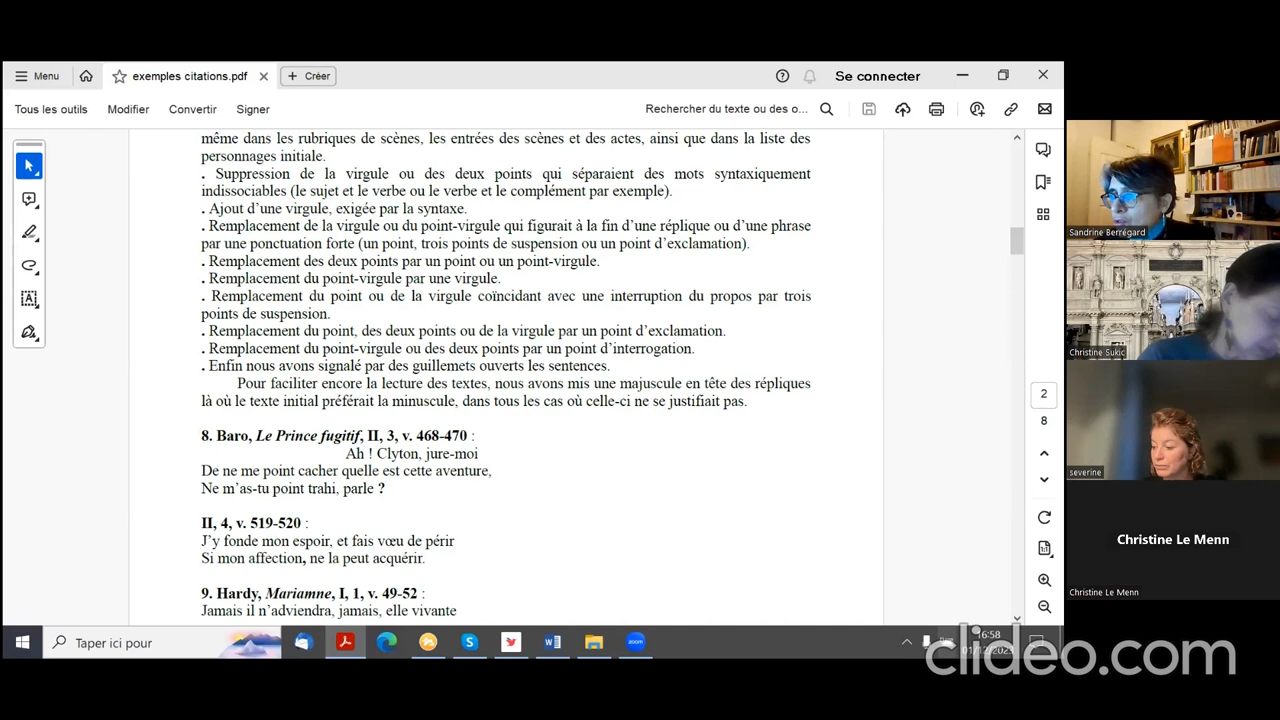 Menu
exemples citations.pdf
Créer
Se connecter
Tous les outils
Modifier
Convertir
Signer
Rechercher du texte ou des o...
même dans les rubriques de scènes, les entrées des scènes et des actes, ainsi que dans la liste des
personnages initiale.
. Suppression de la virgule ou des deux points qui séparaient des mots syntaxiquement
indissociables (le sujet et le verbe ou le verbe et le complément par exemple).
. Ajout d’une virgule, exigée par la syntaxe.
. Remplacement de la virgule ou du point-virgule qui figurait à la fin d’une réplique ou d’une phrase
par une ponctuation forte (un point, trois points de suspension ou un point d’exclamation).
. Remplacement des deux points par un point ou un point-virgule.
. Remplacement du point-virgule par une virgule.
. Remplacement du point ou de la virgule coïncidant avec une interruption du propos par trois
points de suspension.
. Remplacement du point, des deux points ou de la virgule par un point d’exclamation.
. Remplacement du point-virgule ou des deux points par un point d’interrogation.
. Enfin nous avons signalé par des guillemets ouverts les sentences.
Pour faciliter encore la lecture des textes, nous avons mis une majuscule en tête des répliques
là où le texte initial préférait la minuscule, dans tous les cas où celle-ci ne se justifiait pas.
8. Baro, Le Prince fugitif, II, 3, v. 468-470 :
Ah ! Clyton, jure-moi
De ne me point cacher quelle est cette aventure,
Ne m’as-tu point trahi, parle ?
II, 4, v. 519-520 :
J’y fonde mon espoir, et fais vœu de périr
Si mon affection, ne la peut acquérir.
9. Hardy, Mariamne, I, 1, v. 49-52 :
Jamais il n’adviendra, jamais, elle vivante
2
8
Sandrine Berrégard
Christine Sukic
severine
Christine Le Menn
Christine Le Menn
Taper ici pour
16:58
01/12/2023
clideo.com